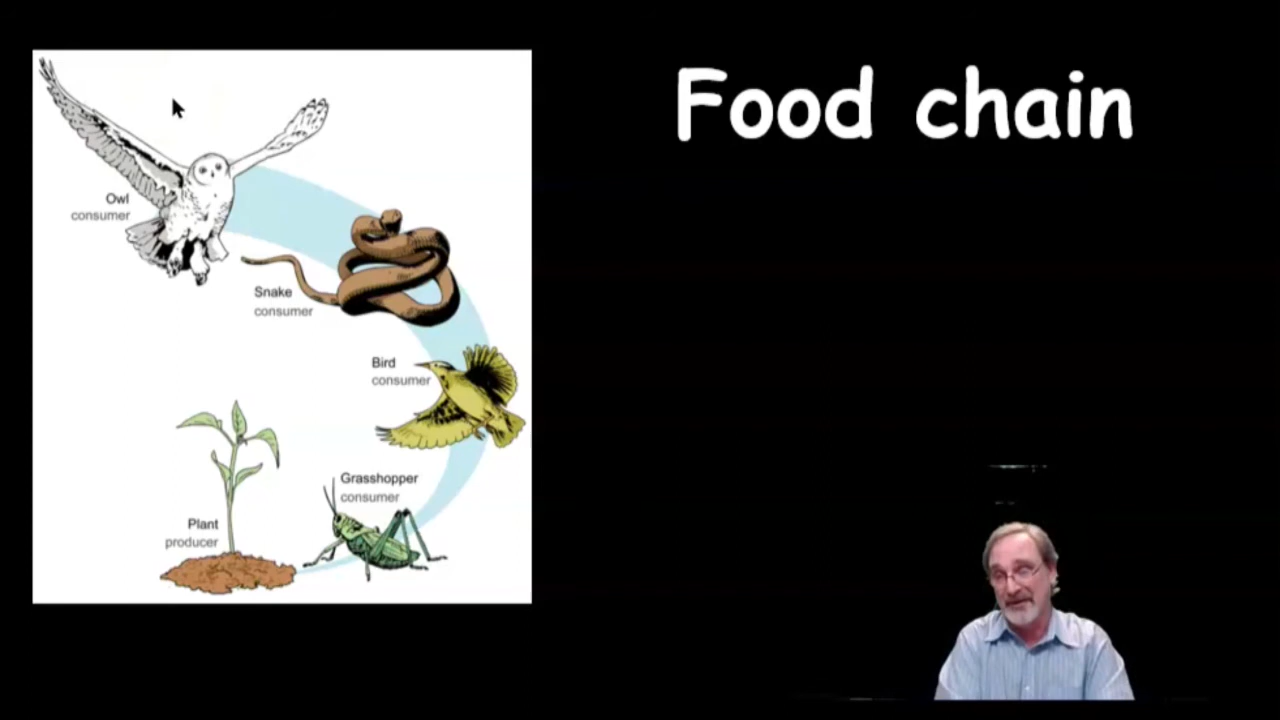 Food chain
Owl
consumer
Snake
consumer
Bird
consumer
Grasshopper
consumer
Plant
producer